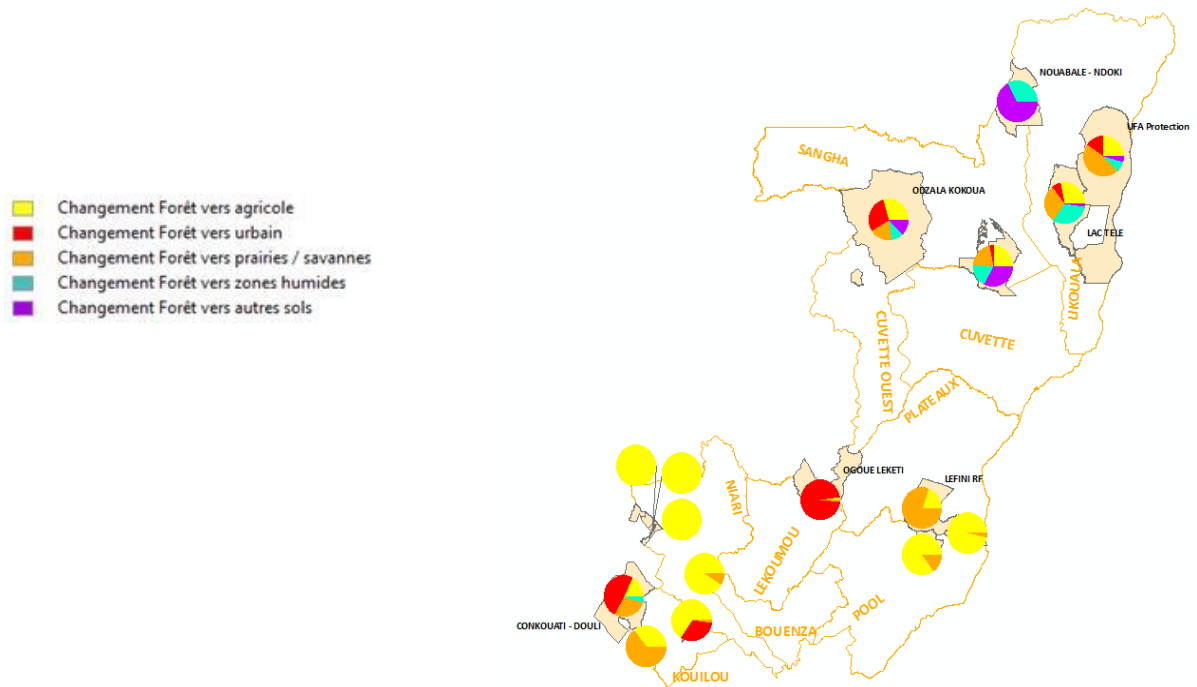 Changement Forêt vers agricole
Changement Forêt vers urbain
Changement Forêt vers prairies / savannes
Changement Forêt vers zones humides
Changement Forêt vers autres sols
NOUABALE - NDOKI
UFA Protection
SANGHA
ODZALA KOKOUA
LAC TELE
LIKOUALA
CUVETTE OUEST
CUVETTE
PLATEAUX
OGOUE LEKETI
LEFINI RF
NIARI
LEKOUMOU
POOL
CONKOUATI - DOULI
BOUENZA
KOUILOU